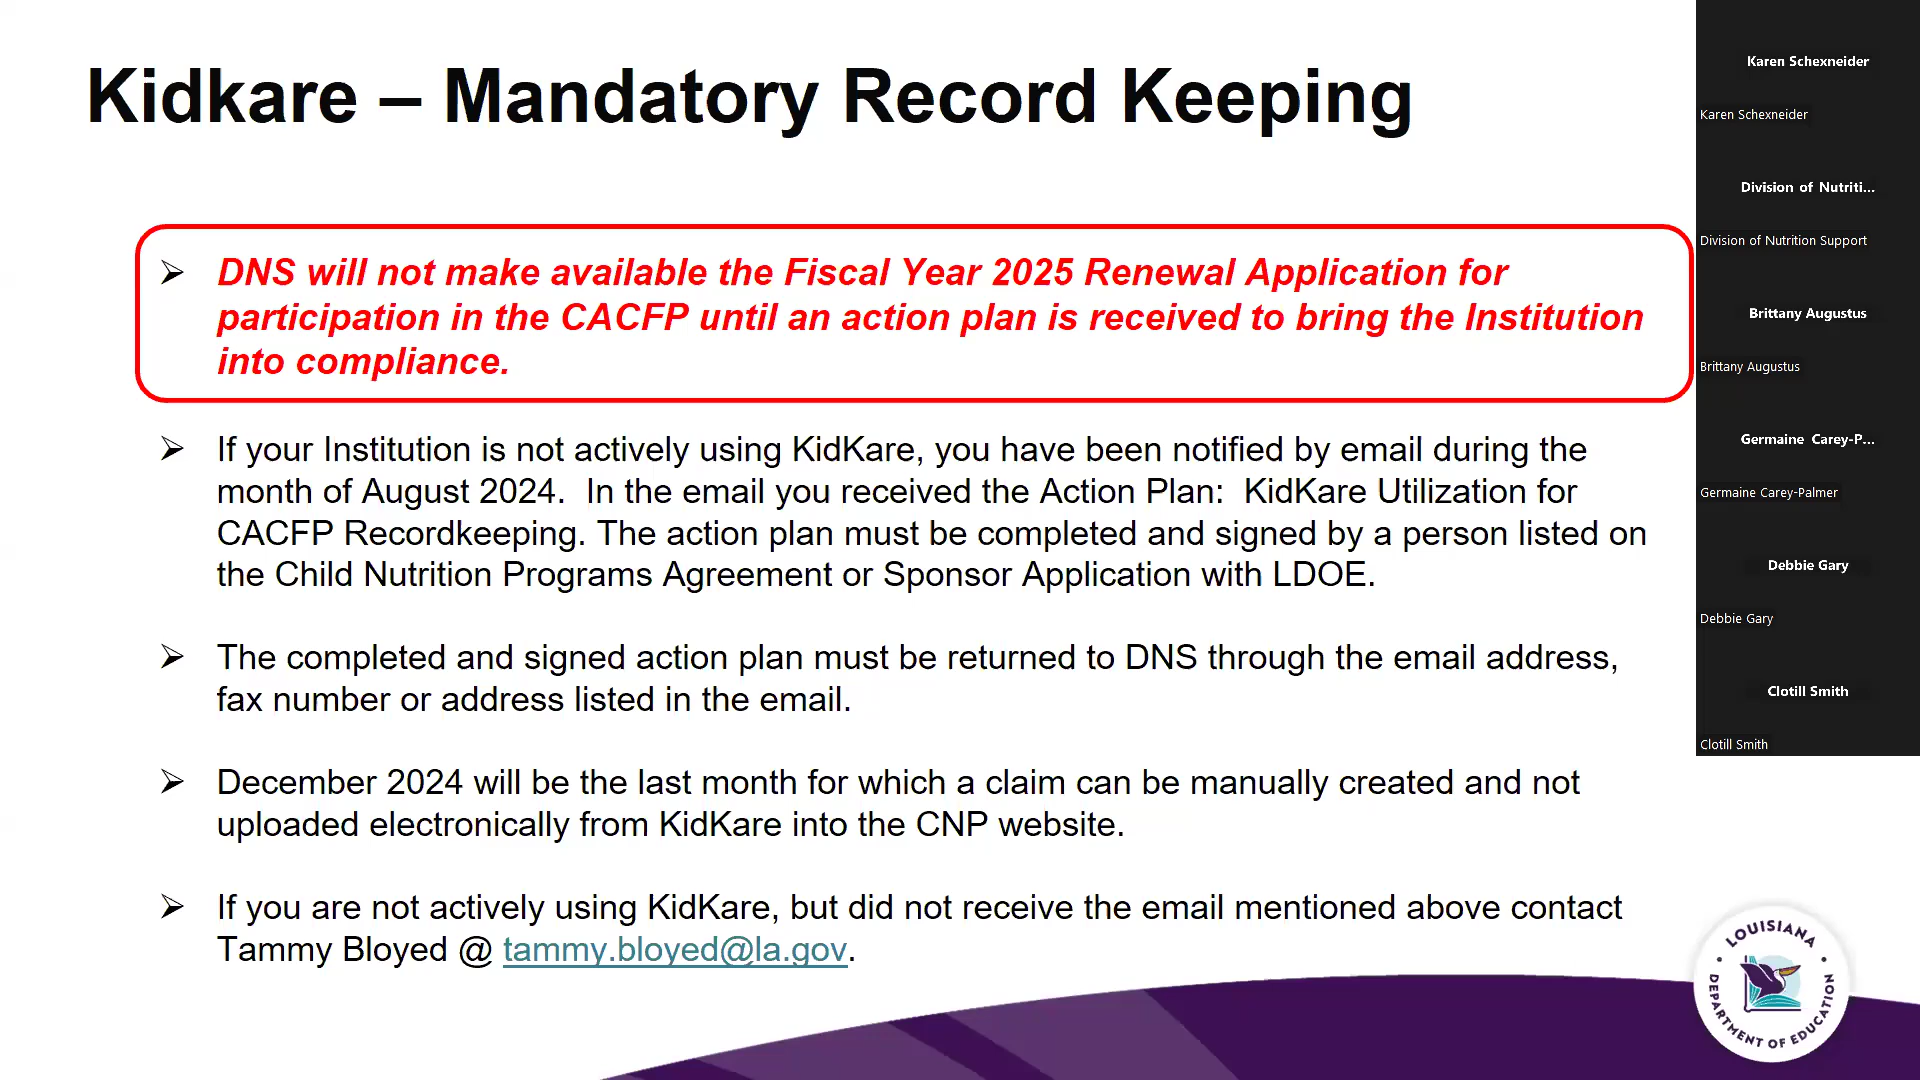 Kidkare – Mandatory Record Keeping
➢ DNS will not make available the Fiscal Year 2025 Renewal Application for
participation in the CACFP until an action plan is received to bring the Institution
into compliance.
➢ If your Institution is not actively using KidKare, you have been notified by email during the
month of August 2024.  In the email you received the Action Plan:  KidKare Utilization for
CACFP Recordkeeping. The action plan must be completed and signed by a person listed on
the Child Nutrition Programs Agreement or Sponsor Application with LDOE.
➢ The completed and signed action plan must be returned to DNS through the email address,
fax number or address listed in the email.
➢ December 2024 will be the last month for which a claim can be manually created and not
uploaded electronically from KidKare into the CNP website.
➢ If you are not actively using KidKare, but did not receive the email mentioned above contact
Tammy Bloyed @ tammy.bloyed@la.gov.
Karen Schexneider
Karen Schexneider
Division of Nutriti...
Division of Nutrition Support
Brittany Augustus
Brittany Augustus
Germaine Carey-P...
Germaine Carey-Palmer
Debbie Gary
Debbie Gary
Clotill Smith
Clotill Smith
LOUISIANA
DEPARTMENT OF EDUCATION